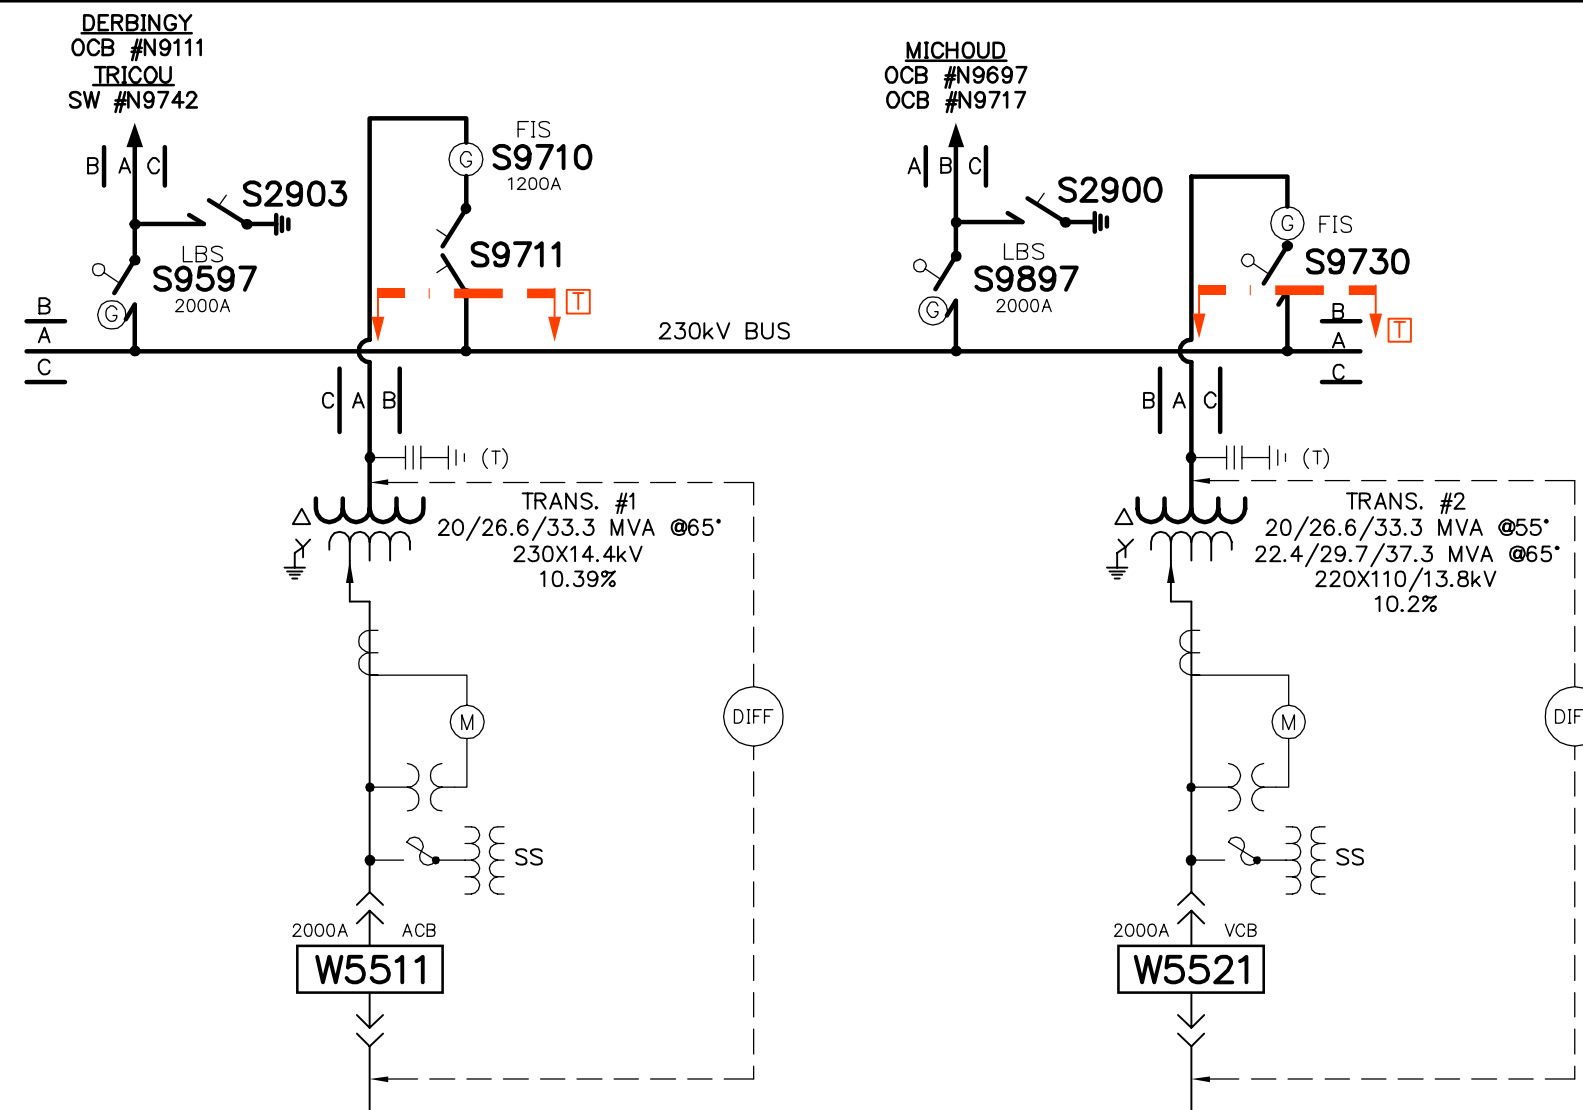 DERBINGY
OCB #N9111
TRICOU
SW #N9742
B A C
S2903
LBS
S9597
2000A
G
B
A
C
FIS
G S9710
1200A
S9711
T
230kV BUS
MICHOUD
OCB #N9697
OCB #N9717
A B C
S2900
LBS
S9897
2000A
G
G FIS
S9730
T
B
A
C
C A B
(T)
TRANS. #1
20/26.6/33.3 MVA @65°
230X14.4kV
10.39%
Y
DIFF
M
SS
2000A ACB
W5511
B A C
(T)
TRANS. #2
20/26.6/33.3 MVA @55°
22.4/29.7/37.3 MVA @65°
220X110/13.8kV
10.2%
Y
DIF
M
SS
2000A VCB
W5521